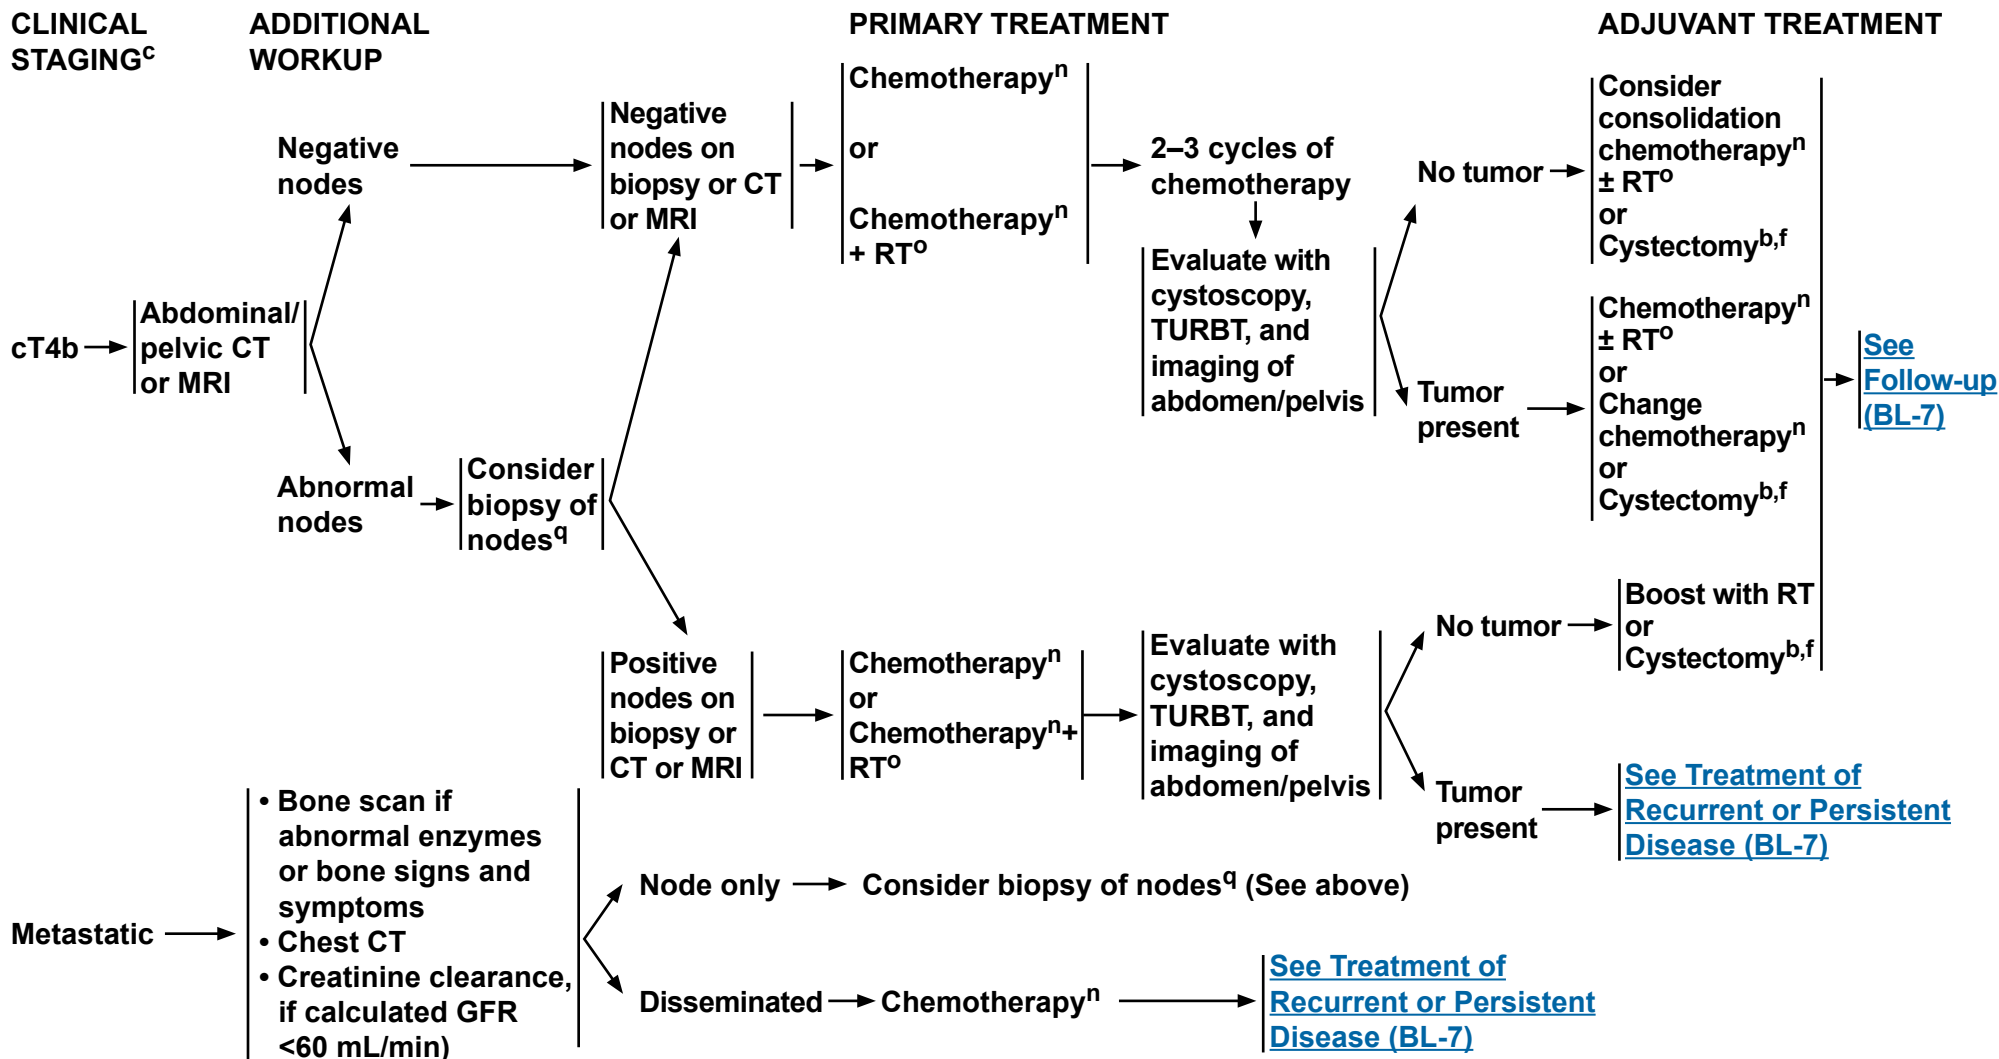 CLINICAL
STAGINGc
ADDITIONAL
WORKUP
PRIMARY TREATMENT
ADJUVANT TREATMENT
cT4b
Abdominal/
pelvic CT
or MRI
Negative
nodes
Negative
nodes on
biopsy or CT
or MRI
Chemotherapyn
or
Chemotherapyn
+ RTo
2–3 cycles of
chemotherapy
Evaluate with
cystoscopy,
TURBT, and
imaging of
abdomen/pelvis
No tumor
Consider
consolidation
chemotherapyn
± RTo
or
Cystectomyb,f
Tumor
present
Chemotherapyn
± RTo
or
Change
chemotherapyn
or
Cystectomyb,f
See
Follow-up
(BL-7)
Abnormal
nodes
Consider
biopsy of
nodesq
Positive
nodes on
biopsy or
CT or MRI
Chemotherapyn
or
Chemotherapyn+
RTo
Evaluate with
cystoscopy,
TURBT, and
imaging of
abdomen/pelvis
No tumor
Boost with RT
or
Cystectomyb,f
Tumor
present
See Treatment of
Recurrent or Persistent
Disease (BL-7)
Metastatic
• Bone scan if
abnormal enzymes
or bone signs and
symptoms
• Chest CT
• Creatinine clearance,
if calculated GFR
<60 mL/min)
Node only
Consider biopsy of nodesq (See above)
Disseminated
Chemotherapyn
See Treatment of
Recurrent or Persistent
Disease (BL-7)